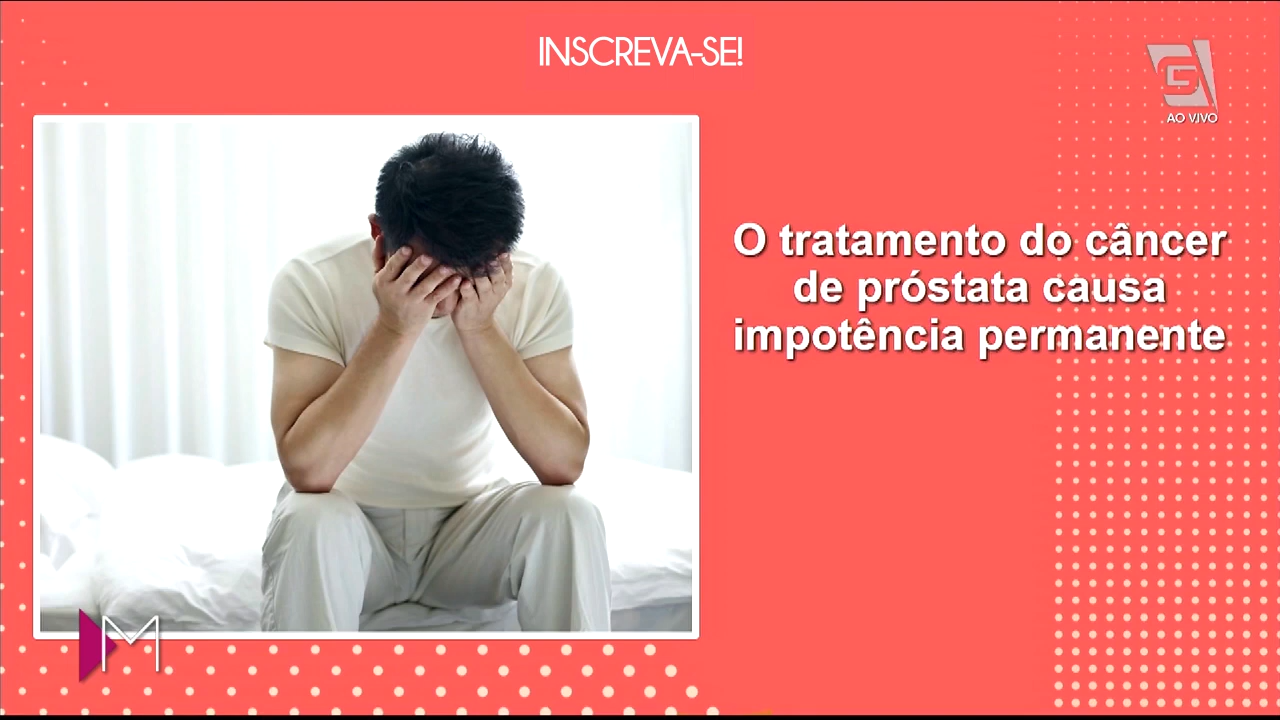 INSCREVA-SE!
AO VIVO
O tratamento do câncer
de próstata causa
impotência permanente
M